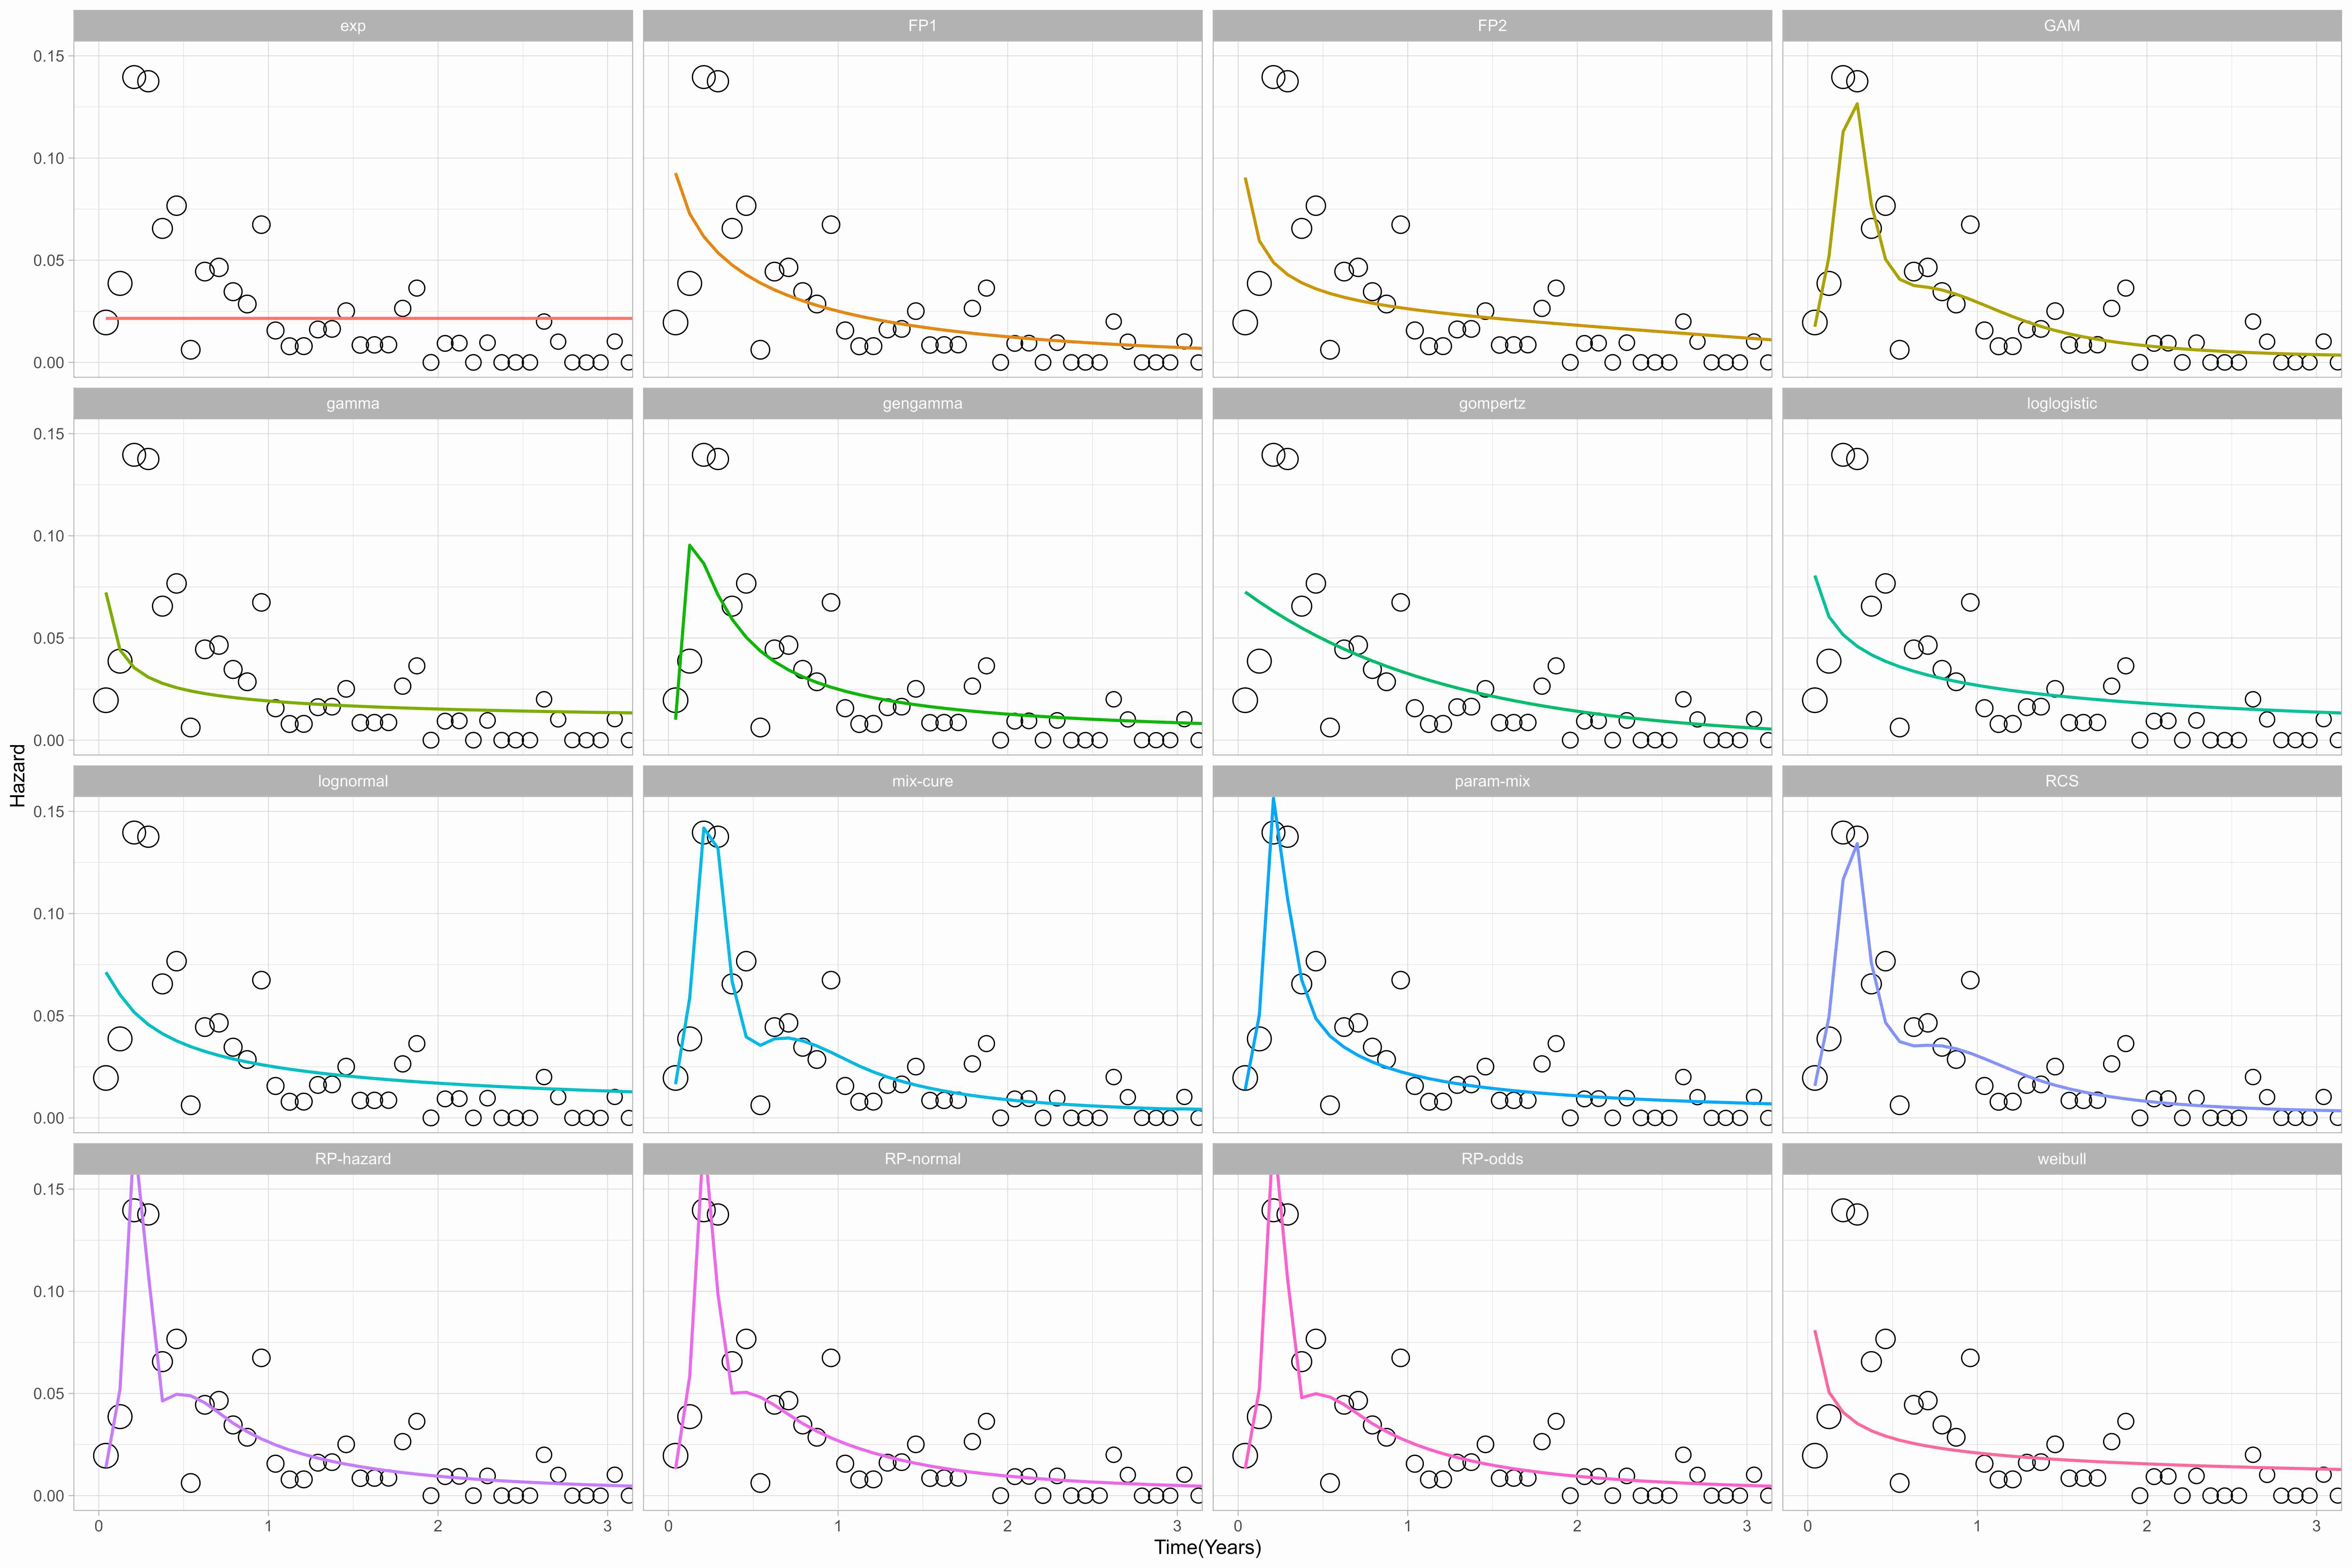 exp FP1 FP2 GAM
0.15
0.10
0.05
0.00
gamma gengamma gompertz loglogistic
0.15
0.10
0.05
0.00
Hazard
lognormal mix-cure param-mix RCS
0.15
0.10
0.05
0.00
RP-hazard RP-normal RP-odds weibull
0.15
0.10
0.05
0.00
0 1 2 3 0 1 2 3 0 1 2 3 0 1 2 3
Time(Years)